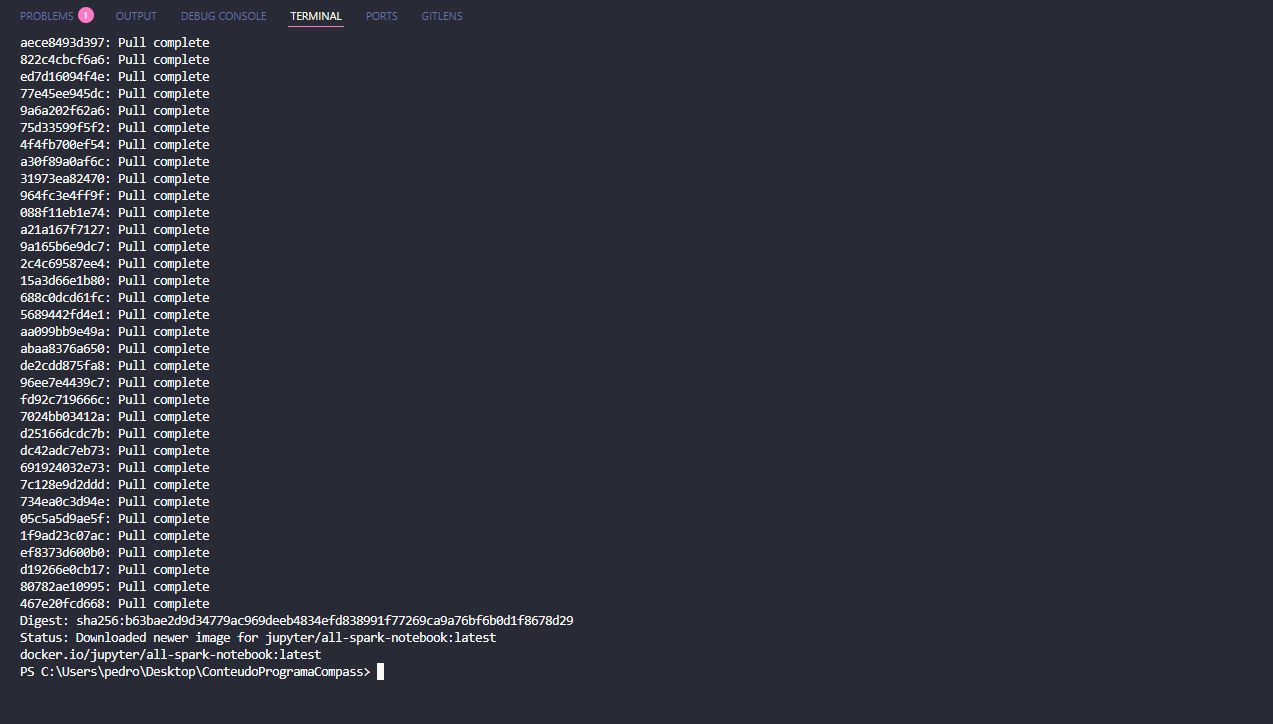 PROBLEMS 1 OUTPUT DEBUG CONSOLE TERMINAL PORTS GITLENS
aece8493d397: Pull complete
822c4cbcf6a6: Pull complete
ed7d16094f4e: Pull complete
77e45ee945dc: Pull complete
9a6a202f62a6: Pull complete
75d33599f5f2: Pull complete
4f4fb700ef54: Pull complete
a30f89a0af6c: Pull complete
31973ea82470: Pull complete
964fc3e4ff9f: Pull complete
088f11eb1e74: Pull complete
a21a167f7127: Pull complete
9a165b6e9dc7: Pull complete
2c4c69587ee4: Pull complete
15a3d66e1b80: Pull complete
688c0dcd61fc: Pull complete
5689442fd4e1: Pull complete
aa099bb9e49a: Pull complete
abaa8376a650: Pull complete
de2cdd875fa8: Pull complete
96ee7e4439c7: Pull complete
fd92c719666c: Pull complete
7024bb03412a: Pull complete
d25166dcdc7b: Pull complete
dc42adc7eb73: Pull complete
691924032e73: Pull complete
7c128e9d2ddd: Pull complete
734ea0c3d94e: Pull complete
05c5a5d9ae5f: Pull complete
1f9ad23c07ac: Pull complete
ef8373d600b0: Pull complete
d19266e0cb17: Pull complete
80782ae10995: Pull complete
467e20fcd668: Pull complete
Digest: sha256:b63bae2d9d34779ac969deeb4834efd838991f77269ca9a76bf6b0d1f8678d29
Status: Downloaded newer image for jupyter/all-spark-notebook:latest
docker.io/jupyter/all-spark-notebook:latest
PS C:\Users\pedro\Desktop\ConteudoProgramaCompass>